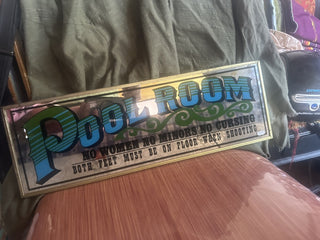 POOL ROOM
NO WOMEN NO MINORS NO CURSING
BOTH FEET MUST BE ON FLOOR WHEN SHOOTING